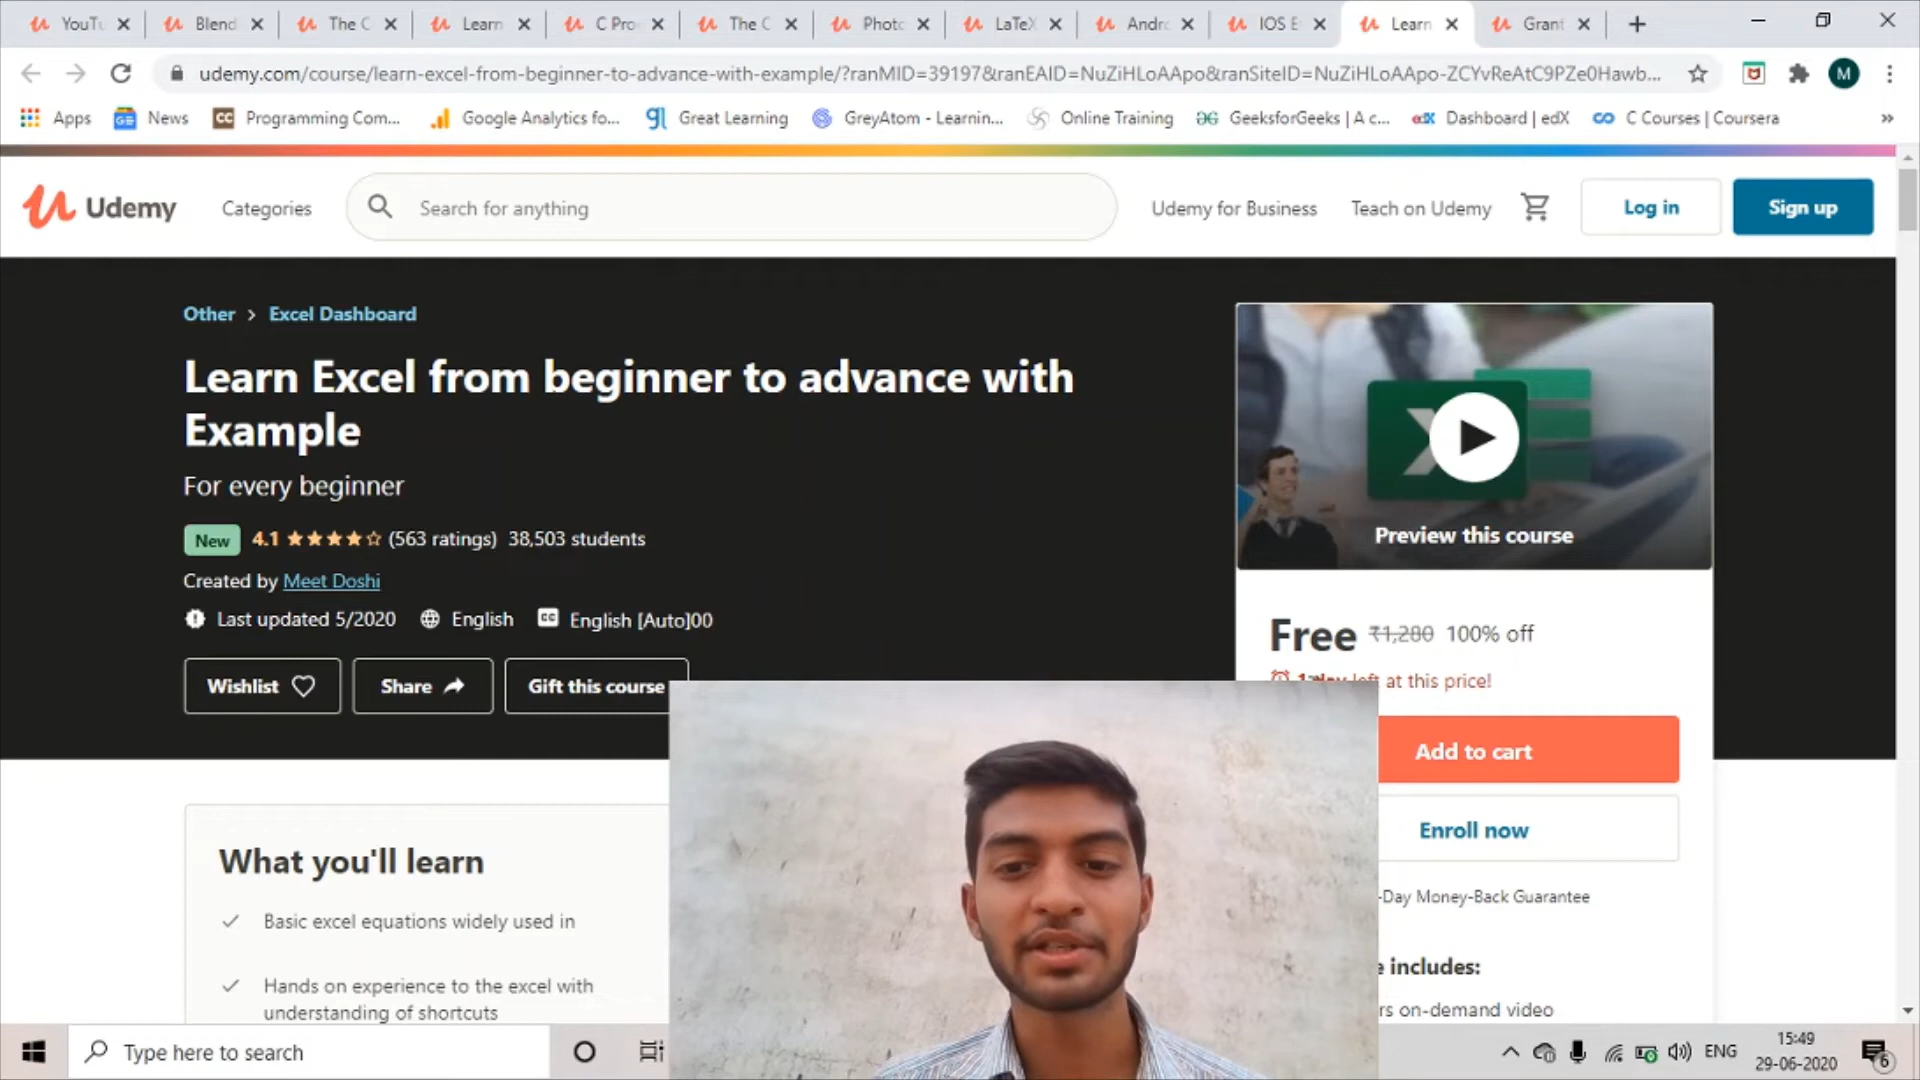 YouTu
Blend
The C
Learn
C Pro
The C
Photo
LaTeX
Andro
IOS E
Learn
Grant
udemy.com/course/learn-excel-from-beginner-to-advance-with-example/?ranMID=39197&ranEAID=NuZiHLoAApo&ranSiteID=NuZiHLoAApo-ZCYvReAtC9PZe0Hawb...
M
Apps
News
Programming Com...
Google Analytics fo...
Great Learning
GreyAtom - Learnin...
Online Training
GeeksforGeeks | A c...
Dashboard | edX
C Courses | Coursera
Udemy
Categories
Search for anything
Udemy for Business
Teach on Udemy
Log in
Sign up
Other > Excel Dashboard
Learn Excel from beginner to advance with
Example
For every beginner
New 4.1 (563 ratings) 38,503 students
Created by Meet Doshi
Last updated 5/2020 English English [Auto]00
Wishlist
Share
Gift this course
Preview this course
Free ₹1,280 100% off
1 day left at this price!
Add to cart
Enroll now
-Day Money-Back Guarantee
includes:
on-demand video
What you'll learn
Basic excel equations widely used in
Hands on experience to the excel with
understanding of shortcuts
Type here to search
ENG
15:49
29-06-2020
6